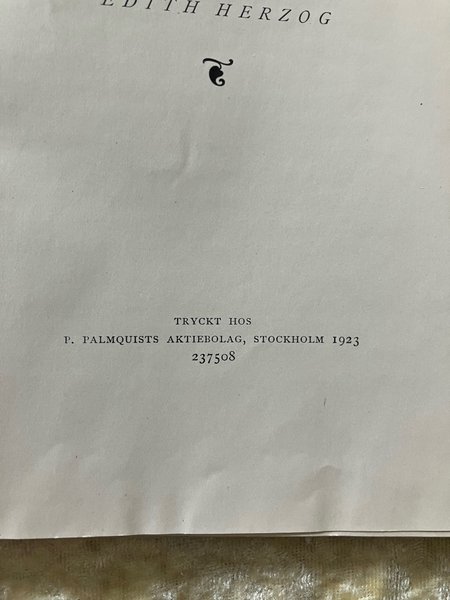 EDITH HERZOG
TRYCKT HOS
P. PALMQUISTS AKTIEBOLAG, STOCKHOLM 1923
237508